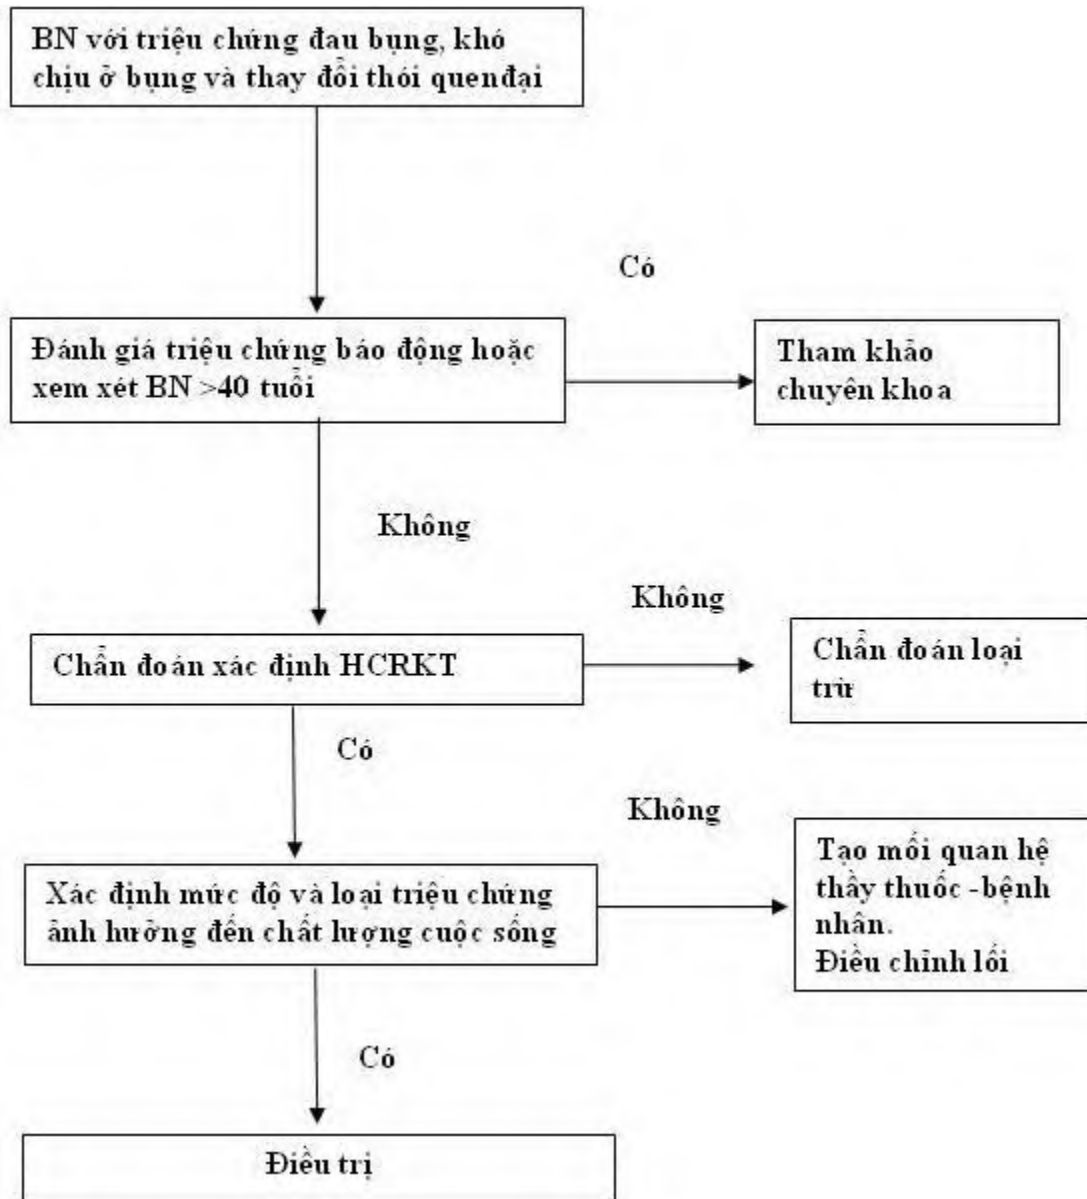 BN với triệu chứng đau bụng, khó
chịu ở bụng và thay đổi thói quenđại
Có
Đánh giá triệu chứng báo động hoặc
xem xét BN >40 tuổi
Tham khảo
chuyên khoa
Không
Không
Chẩn đoán xác định HCRKT
Chẩn đoán loại
trừ
Có
Không
Xác định mức độ và loại triệu chứng
ảnh hưởng đến chất lượng cuộc sống
Tạo mối quan hệ
thầy thuốc -bệnh
nhân.
Điều chỉnh lối
Có
Điều trị